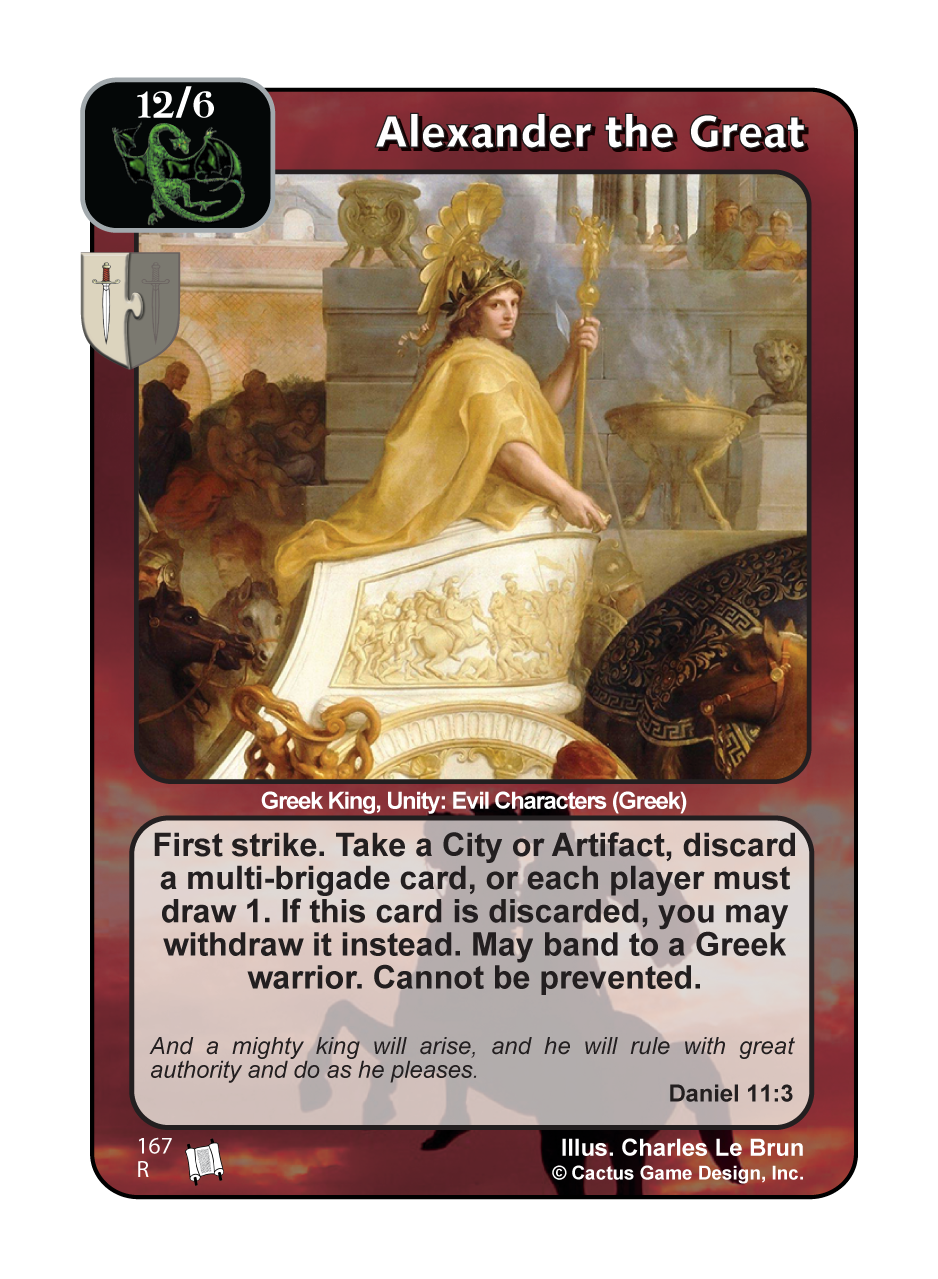 12/6
Alexander the Great
Greek King, Unity: Evil Characters (Greek)
First strike. Take a City or Artifact, discard
a multi-brigade card, or each player must
draw 1. If this card is discarded, you may
withdraw it instead. May band to a Greek
warrior. Cannot be prevented.
And a mighty king will arise, and he will rule with great
authority and do as he pleases.
Daniel 11:3
167
R
Illus. Charles Le Brun
© Cactus Game Design, Inc.